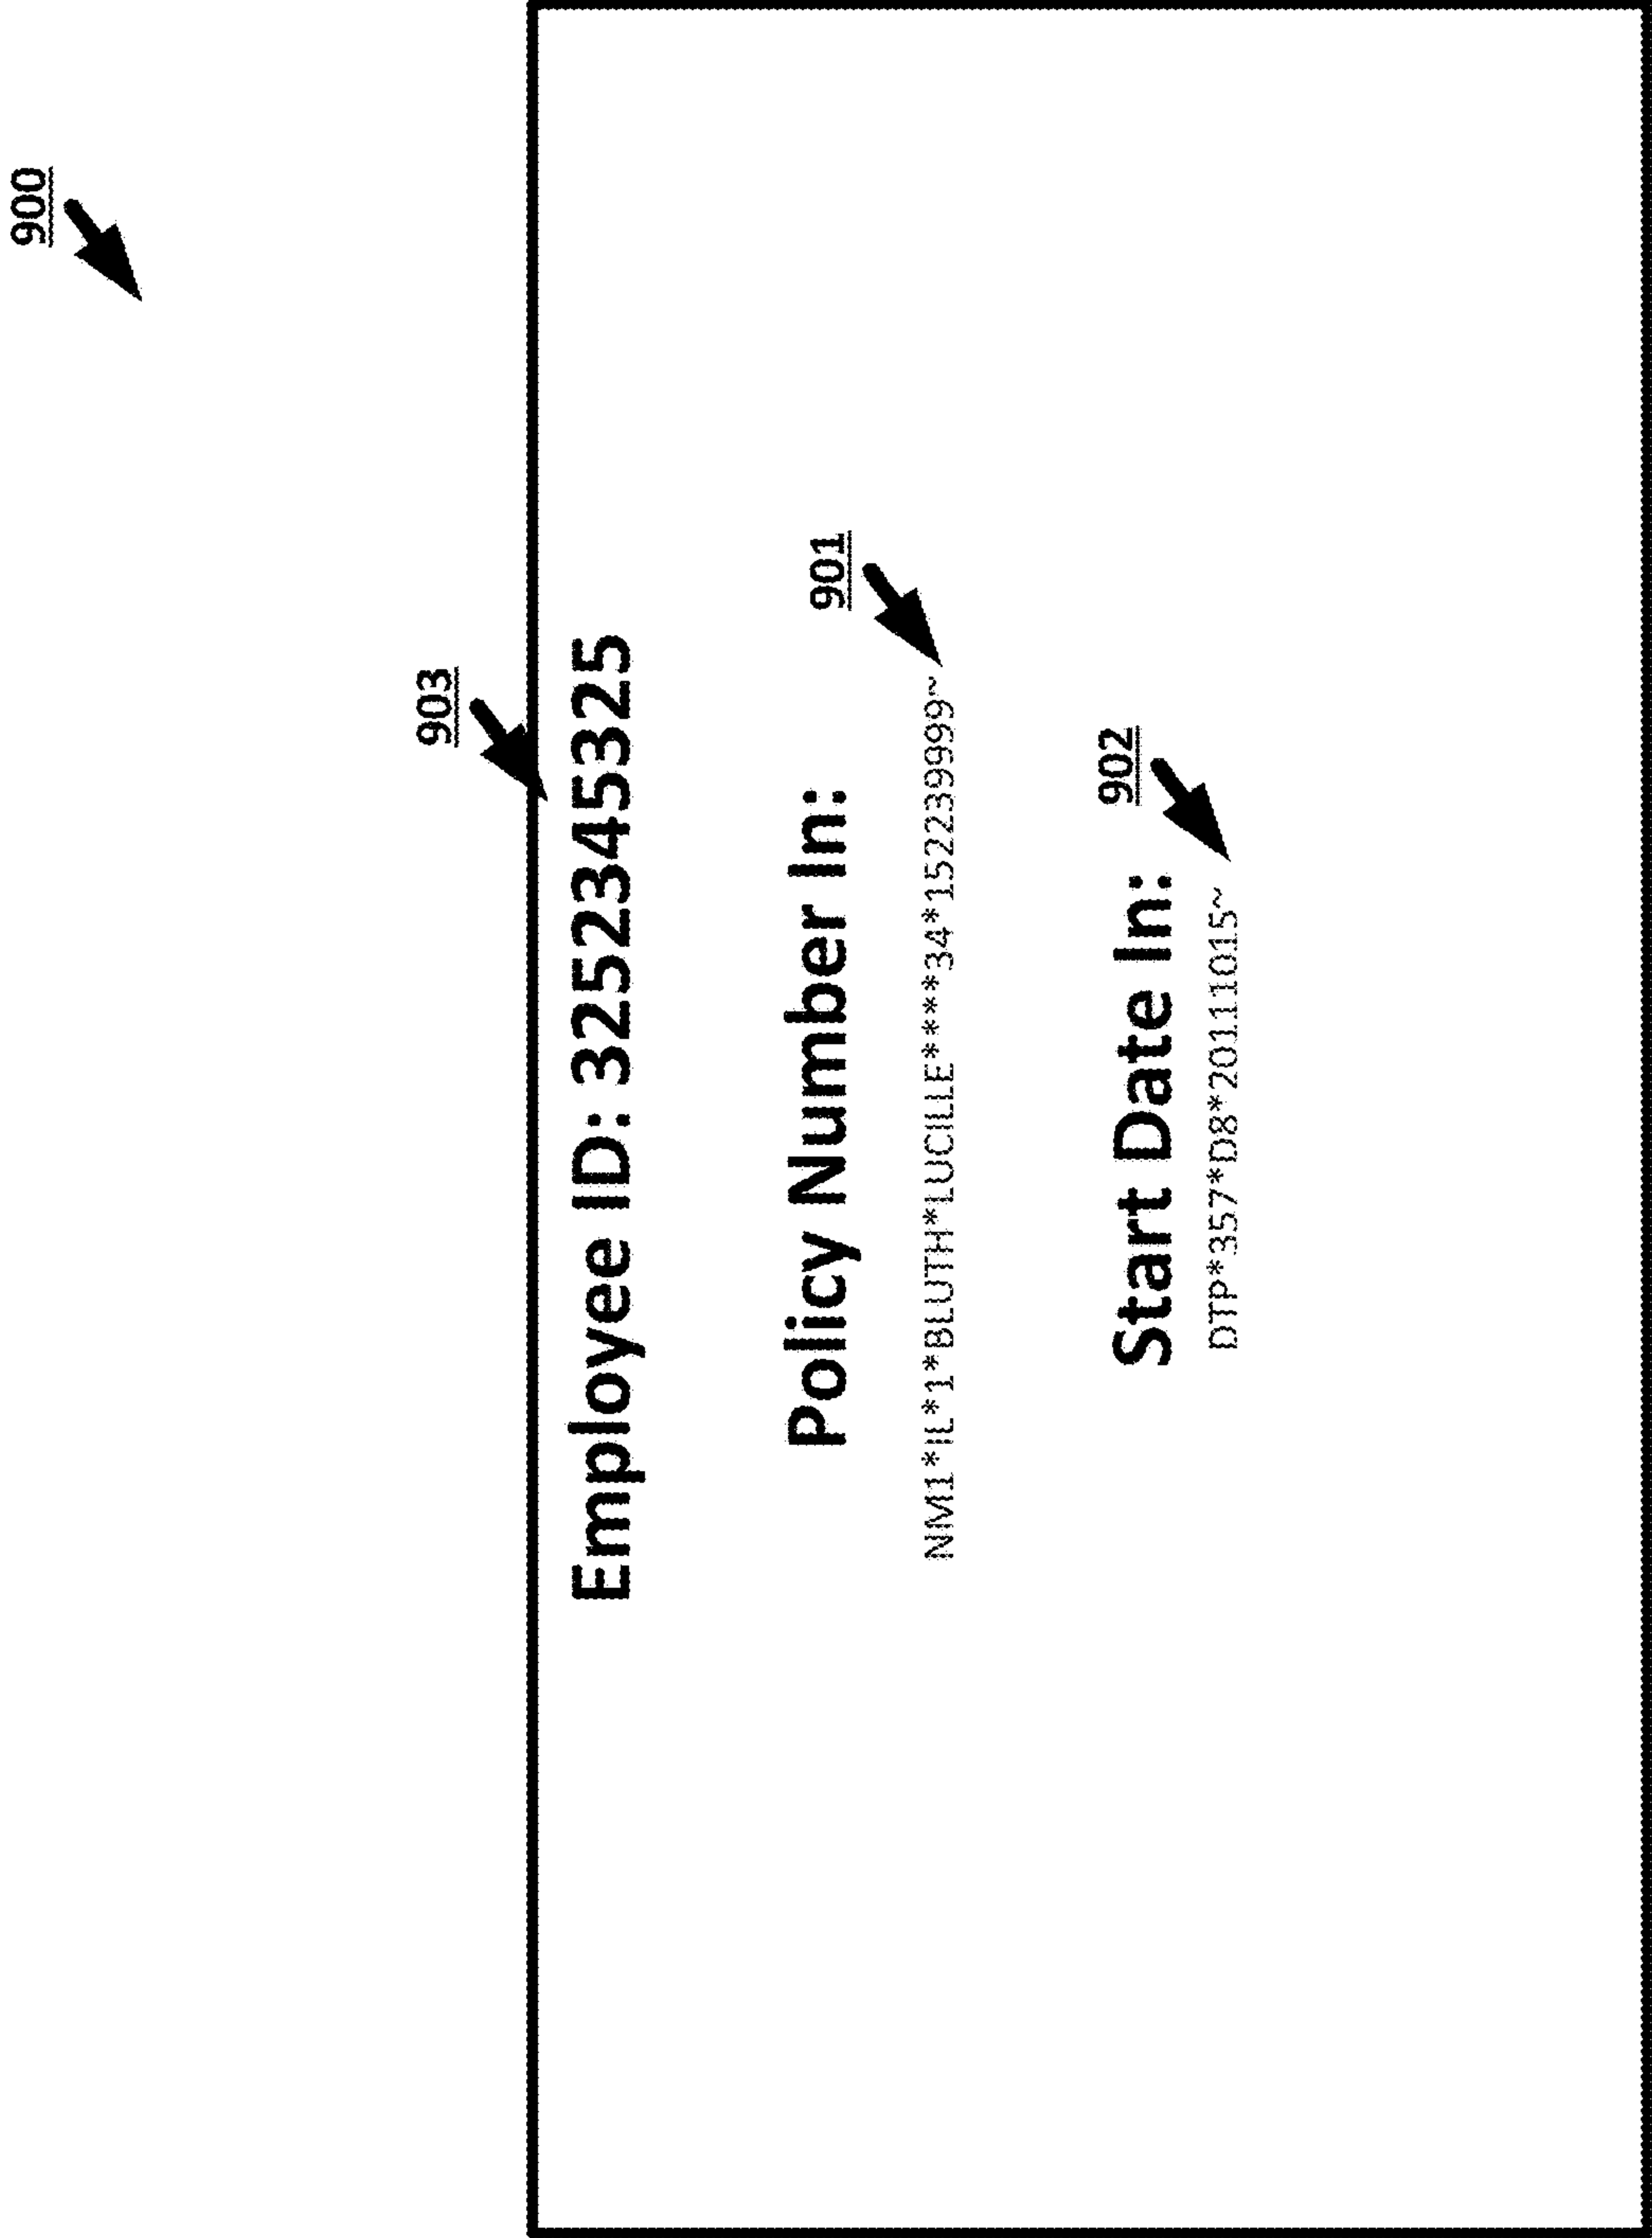 900
903
Employee ID: 32523445325
Policy Number In:
901
NM1*IL*1*BLUTH*LUCILLE****34*152239999~
Start Date In:
902
DTP*357*D8*20111015~